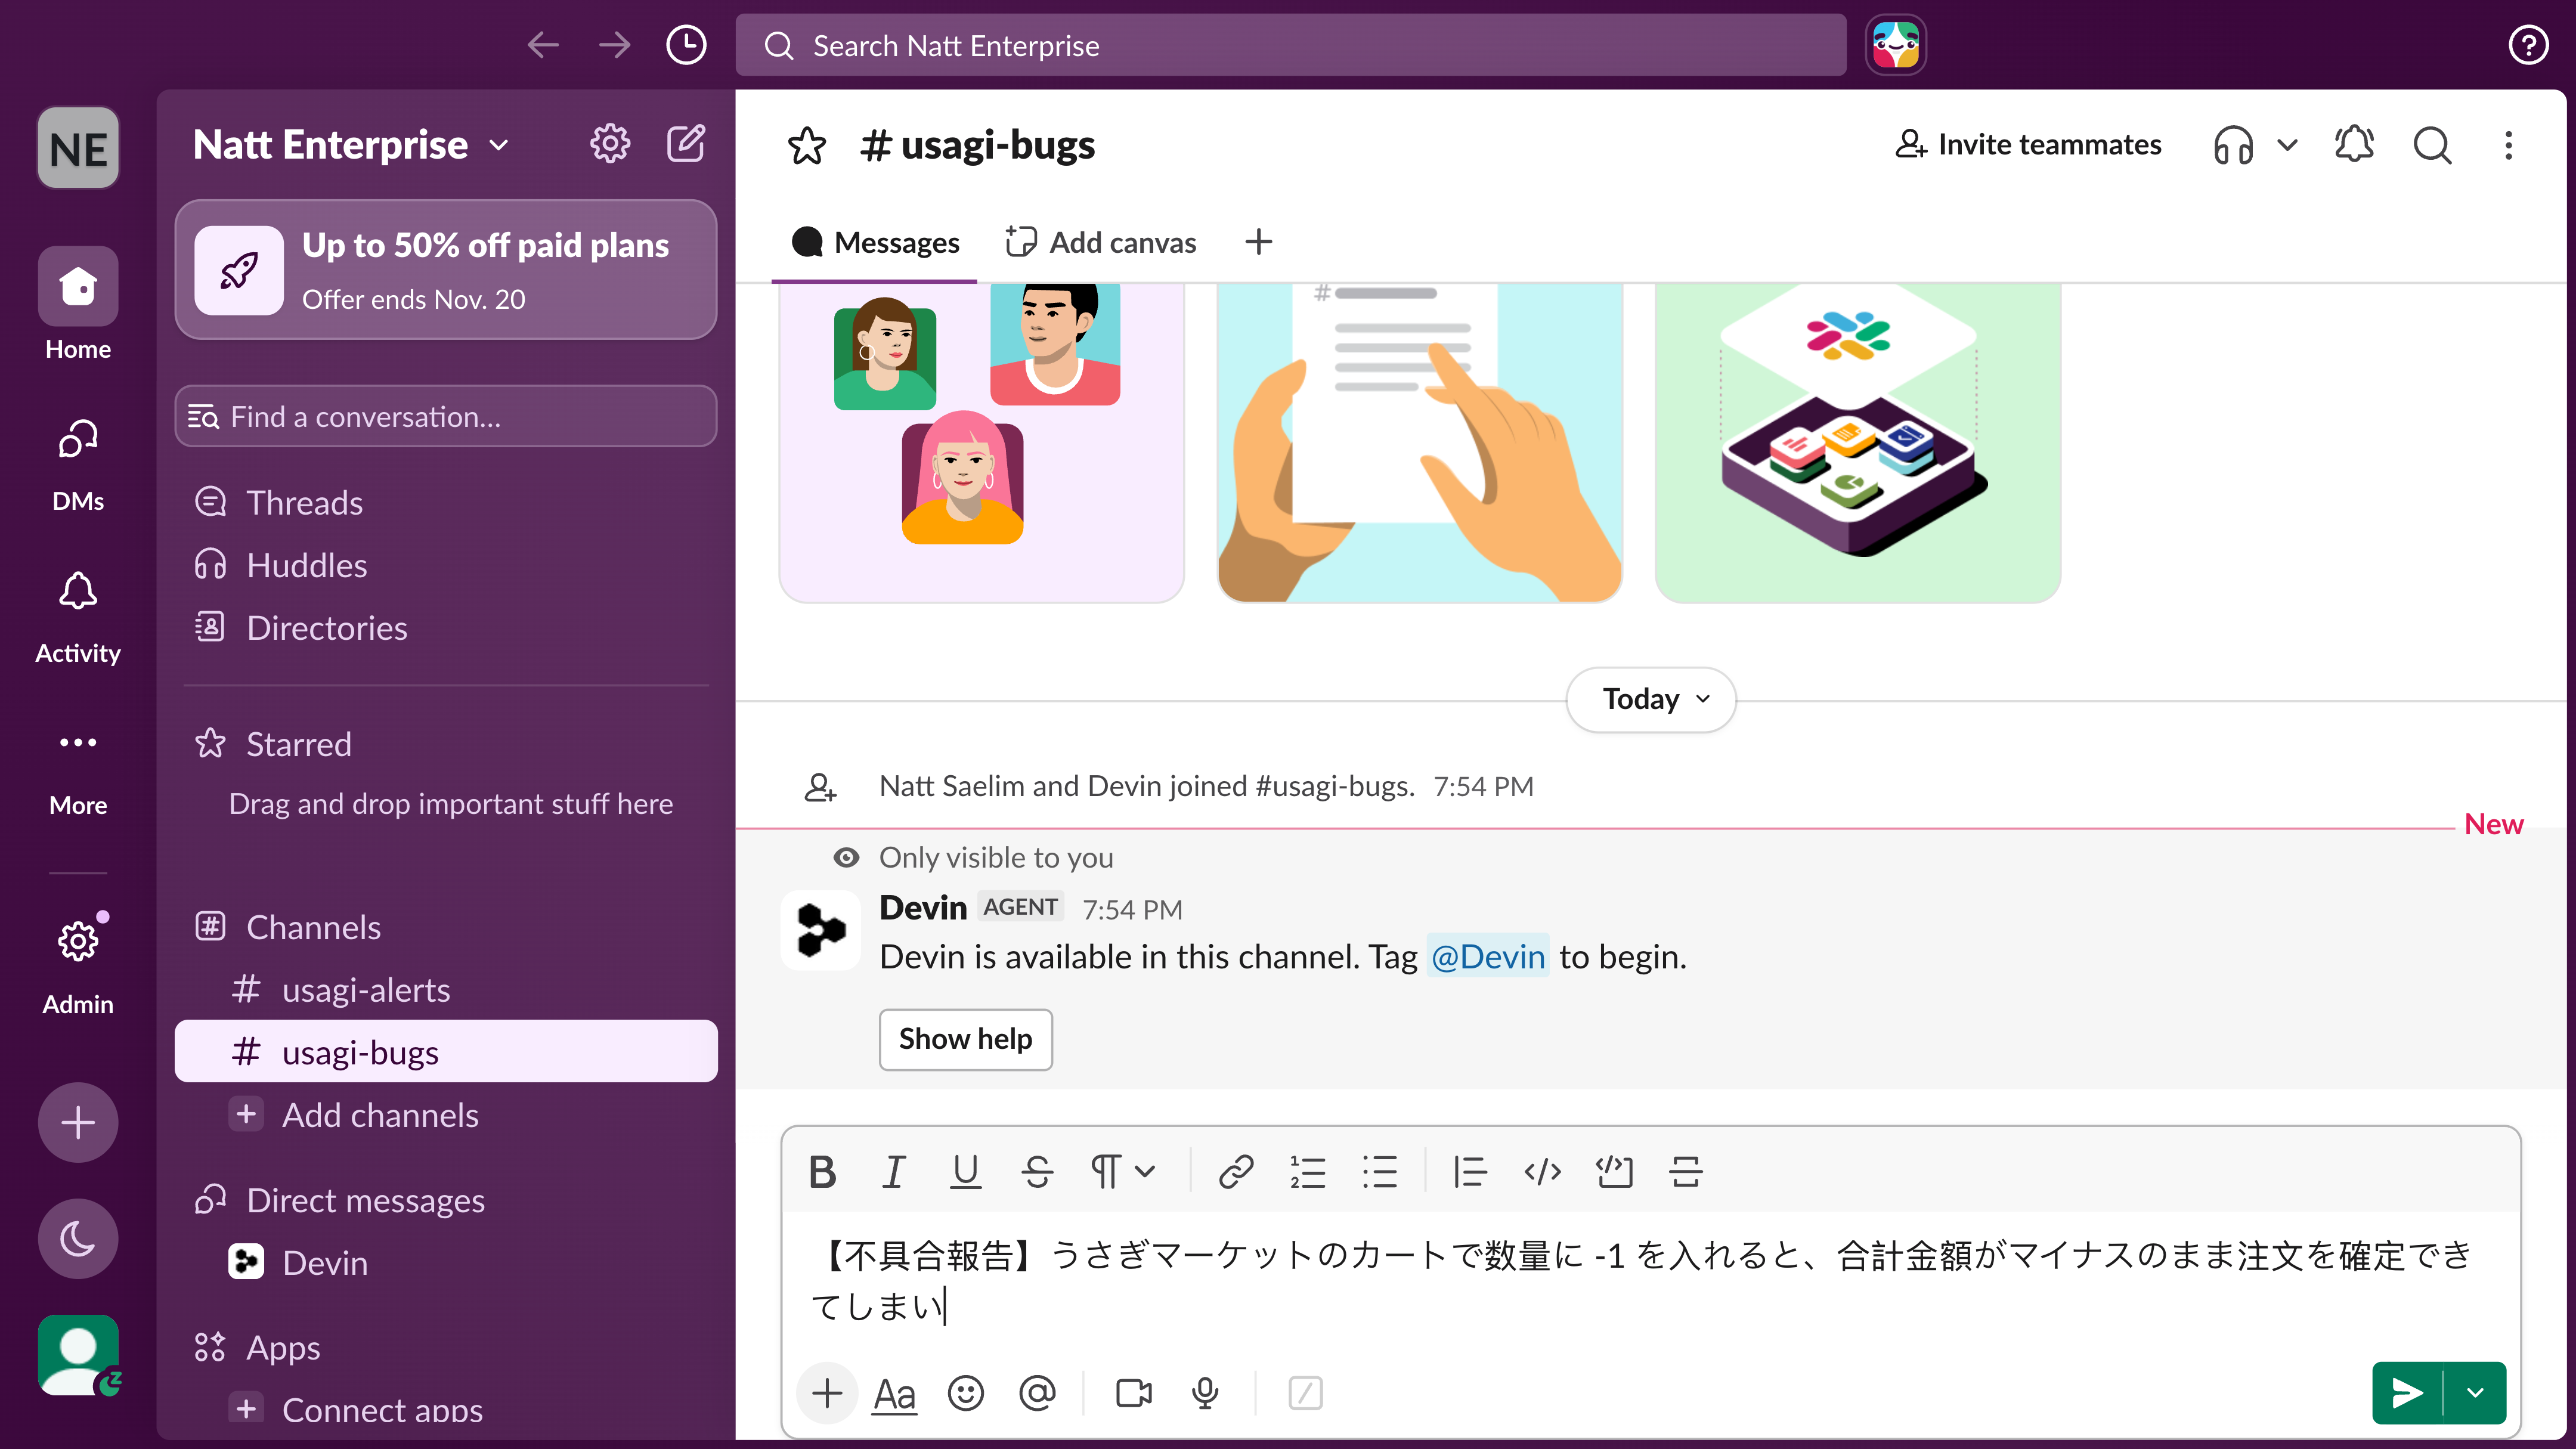 Search Natt Enterprise
NE
Home
DMs
Activity
More
Admin
Natt Enterprise
Up to 50% off paid plans
Offer ends Nov. 20
Find a conversation...
Threads
Huddles
Directories
Starred
Drag and drop important stuff here
Channels
# usagi-alerts
# usagi-bugs
Add channels
Direct messages
Devin
Apps
Connect apps
# usagi-bugs
Invite teammates
Messages
Add canvas
#
Today
Natt Saelim and Devin joined #usagi-bugs. 7:54 PM
New
Only visible to you
Devin AGENT 7:54 PM
Devin is available in this channel. Tag @Devin to begin.
Show help
【不具合報告】うさぎマーケットのカートで数量に -1 を入れると、合計金額がマイナスのまま注文を確定でき
てしまい
Aa